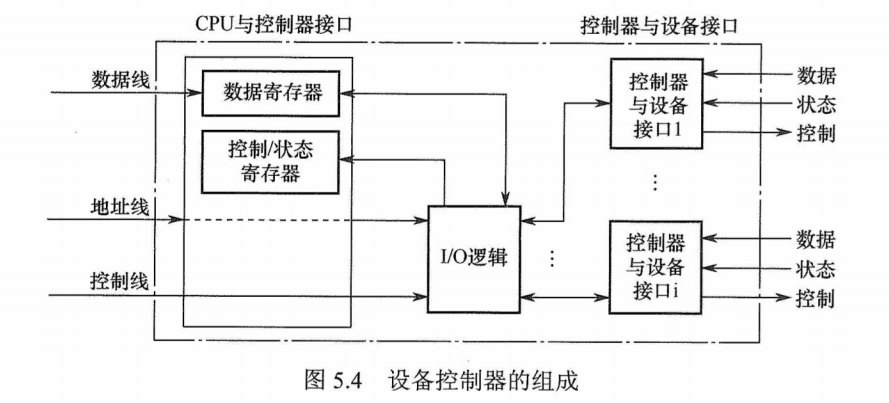 CPU与控制器接口
控制器与设备接口
数据线
数据寄存器
控制/状态
寄存器
地址线
控制线
I/O逻辑
控制器
与设备
接口1
数据
状态
控制
⋮
⋮
控制器
与设备
接口i
数据
状态
控制
图 5.4 设备控制器的组成